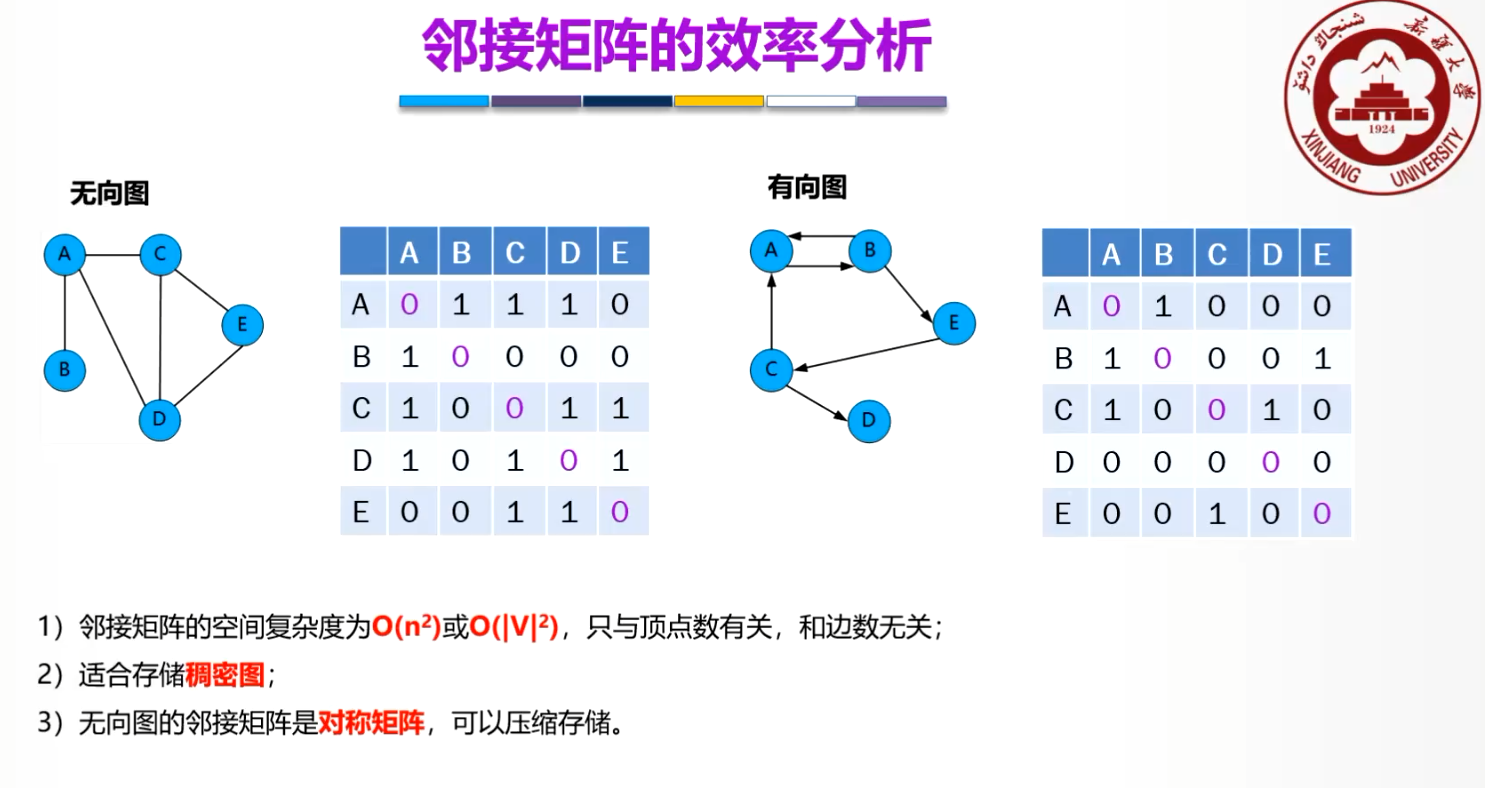 邻接矩阵的效率分析
شىنجاڭ داشۆ
新疆大学
1924
XINJIANG UNIVERSITY
无向图
A C
E
B
D
A B C D E
A 0 1 1 1 0
B 1 0 0 0 0
C 1 0 0 1 1
D 1 0 1 0 1
E 0 0 1 1 0
有向图
A B
E
C
D
A B C D E
A 0 1 0 0 0
B 1 0 0 0 1
C 1 0 0 1 0
D 0 0 0 0 0
E 0 0 1 0 0
1）邻接矩阵的空间复杂度为O(n²)或O(|V|²)，只与顶点数有关，和边数无关；
2）适合存储稠密图；
3）无向图的邻接矩阵是对称矩阵，可以压缩存储。